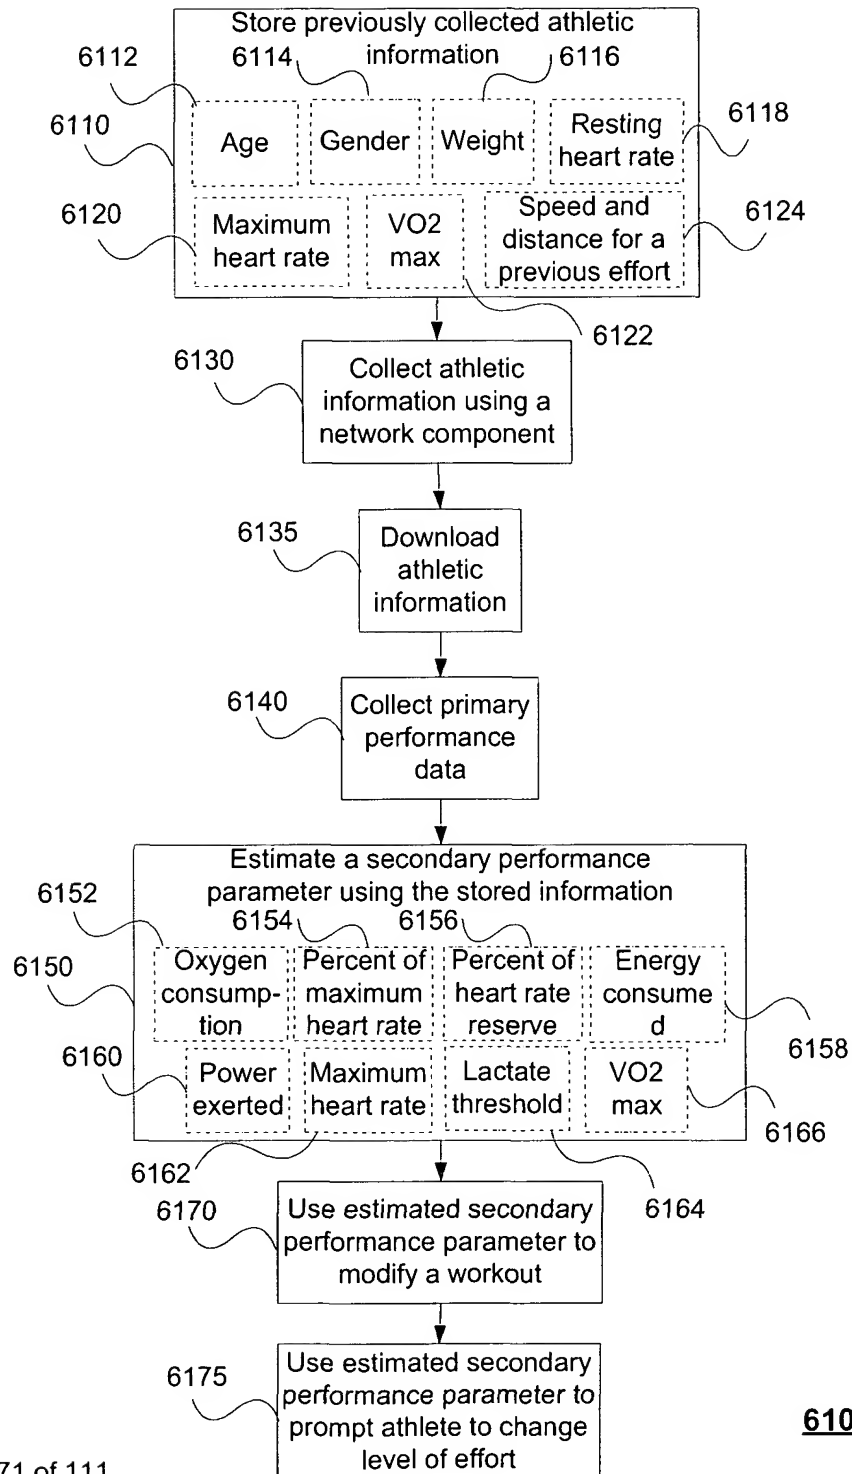 Store previously collected athletic
information
6112
6114
6116
6110
Age
Gender
Weight
Resting
heart rate
6118
6120
Maximum
heart rate
VO2
max
Speed and
distance for a
previous effort
6124
6122
6130
Collect athletic
information using a
network component
6135
Download
athletic
information
6140
Collect primary
performance
data
Estimate a secondary performance
parameter using the stored information
6152
6154
6156
6150
Oxygen
consump-
tion
Percent of
maximum
heart rate
Percent of
heart rate
reserve
Energy
consume
d
6158
6160
Power
exerted
Maximum
heart rate
Lactate
threshold
VO2
max
6166
6162
6164
6170
Use estimated secondary
performance parameter to
modify a workout
6175
Use estimated secondary
performance parameter to
prompt athlete to change
level of effort
610
71 of 111